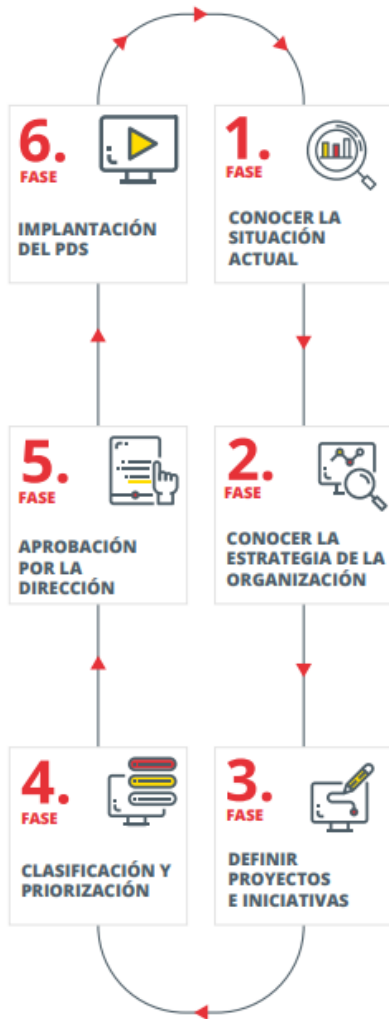 1.
FASE
CONOCER LA
SITUACIÓN
ACTUAL
2.
FASE
CONOCER LA
ESTRATEGIA DE LA
ORGANIZACIÓN
3.
FASE
DEFINIR
PROYECTOS
E INICIATIVAS
4.
FASE
CLASIFICACIÓN Y
PRIORIZACIÓN
5.
FASE
APROBACIÓN
POR LA
DIRECCIÓN
6.
FASE
IMPLANTACIÓN
DEL PDS